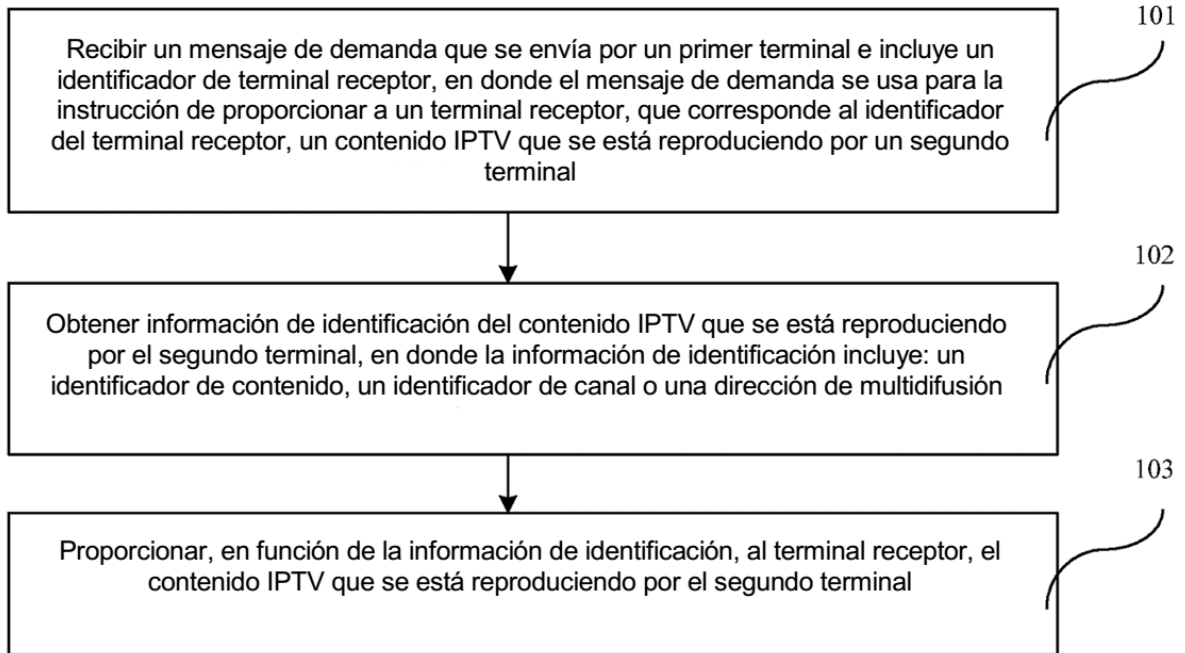 101
Recibir un mensaje de demanda que se envía por un primer terminal e incluye un
identificador de terminal receptor, en donde el mensaje de demanda se usa para la
instrucción de proporcionar a un terminal receptor, que corresponde al identificador
del terminal receptor, un contenido IPTV que se está reproduciendo por un segundo
terminal
102
Obtener información de identificación del contenido IPTV que se está reproduciendo
por el segundo terminal, en donde la información de identificación incluye: un
identificador de contenido, un identificador de canal o una dirección de multidifusión
103
Proporcionar, en función de la información de identificación, al terminal receptor, el
contenido IPTV que se está reproduciendo por el segundo terminal